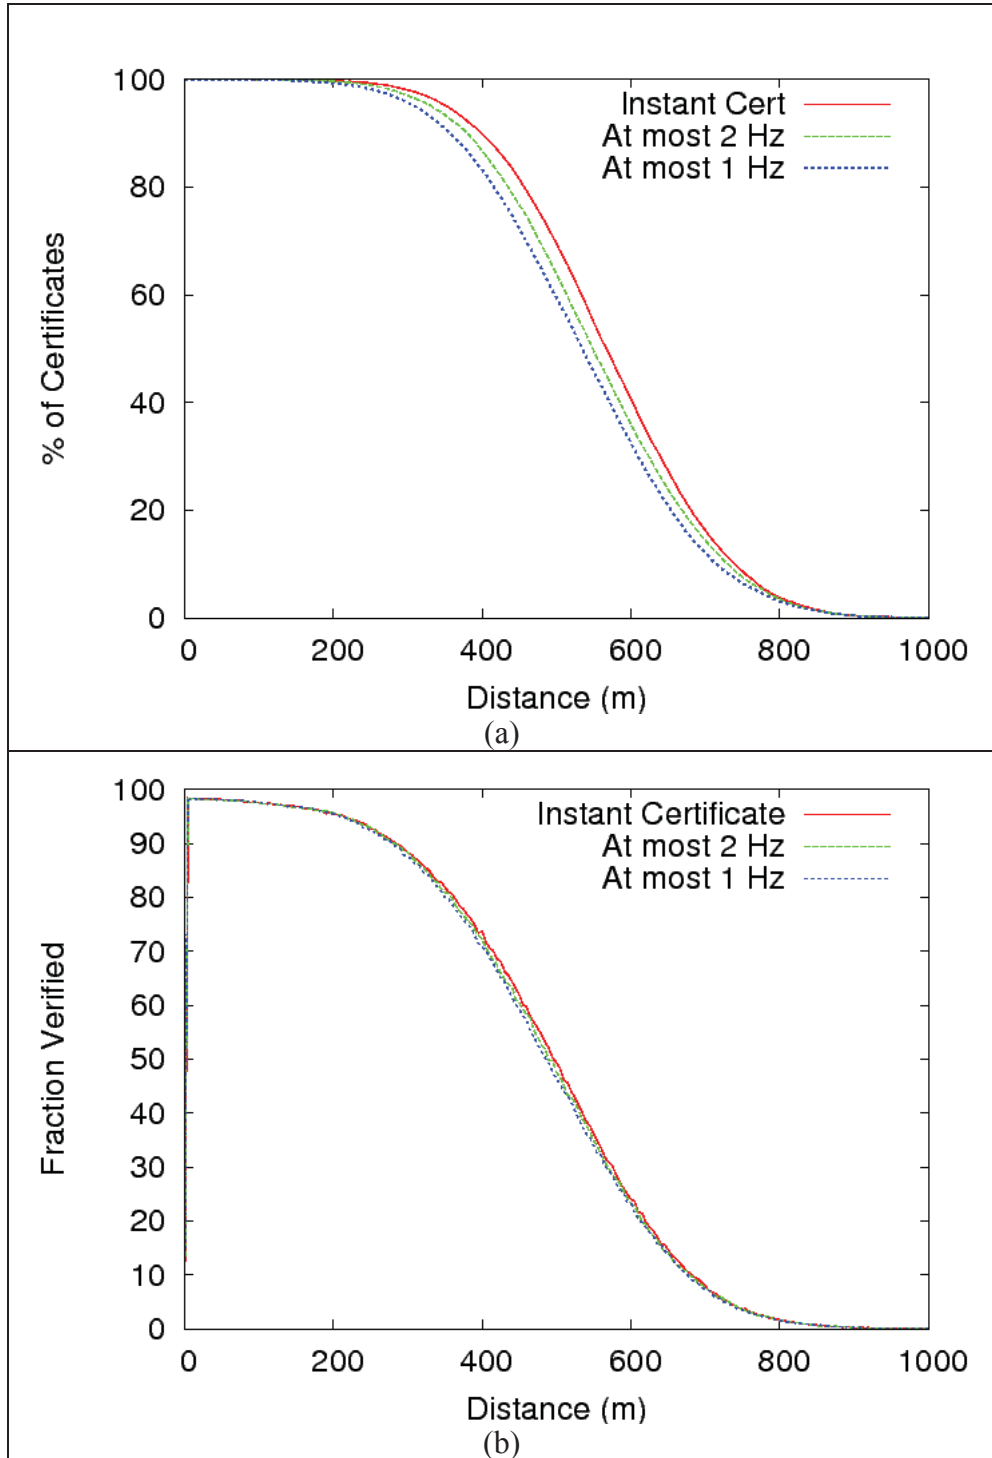 100
80
60
40
20
0
% of Certificates
Instant Cert
At most 2 Hz
At most 1 Hz
0 200 400 600 800 1000
Distance (m)
(a)
100
90
80
70
60
50
40
30
20
10
0
Fraction Verified
Instant Certificate
At most 2 Hz
At most 1 Hz
0 200 400 600 800 1000
Distance (m)
(b)